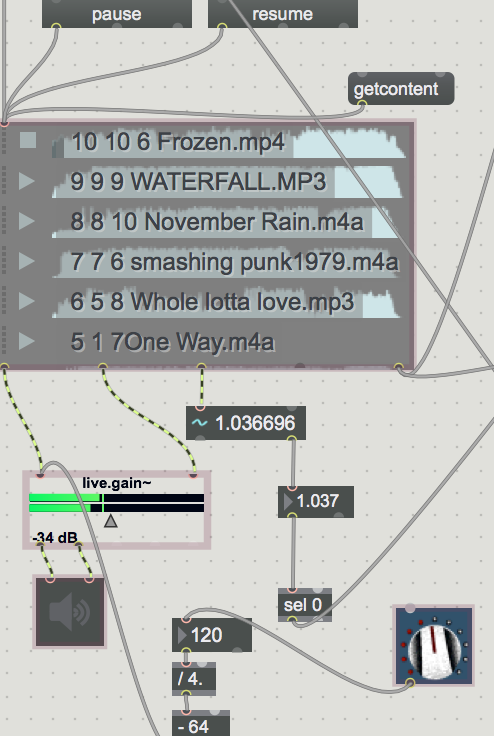 pause
resume
getcontent
10 10 6 Frozen.mp4
9 9 9 WATERFALL.MP3
8 8 10 November Rain.m4a
7 7 6 smashing punk1979.m4a
6 5 8 Whole lotta love.mp3
5 1 7One Way.m4a
~ 1.036696
live.gain~
1.037
-34 dB
sel 0
120
/ 4.
- 64